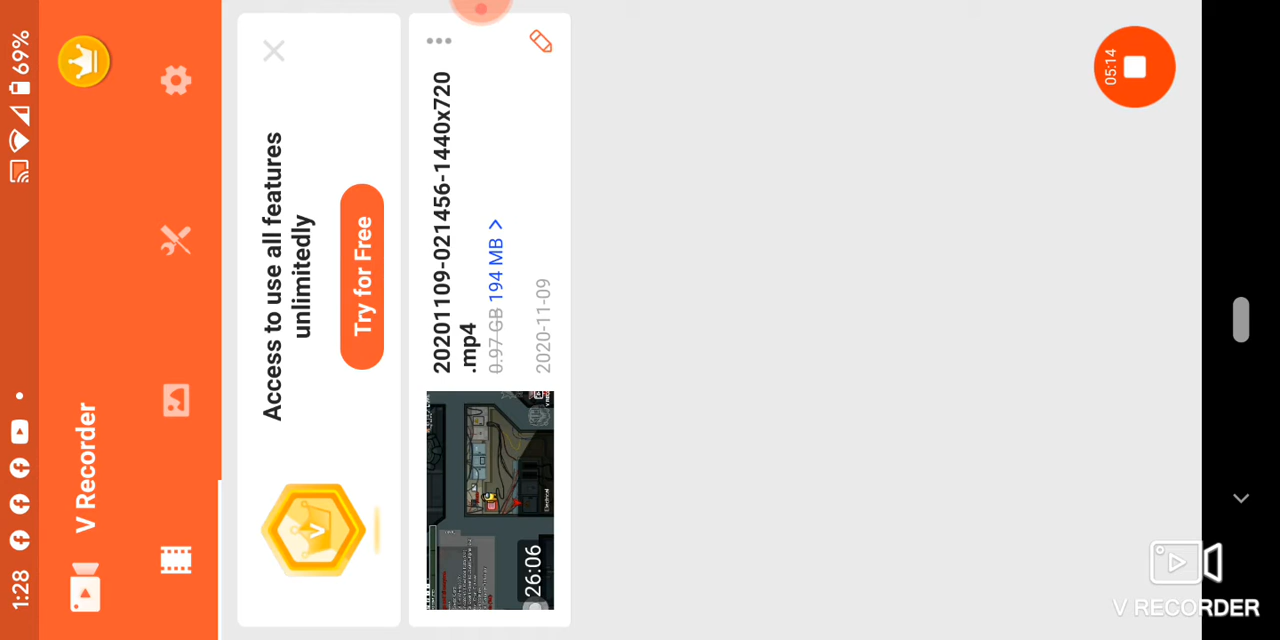 1:28
69%
V Recorder
Access to use all features
unlimitedly
Try for Free
20201109-021456-1440x720
.mp4
0.97 GB 194 MB >
2020-11-09
26:06
Electrical
05:14
V RECORDER